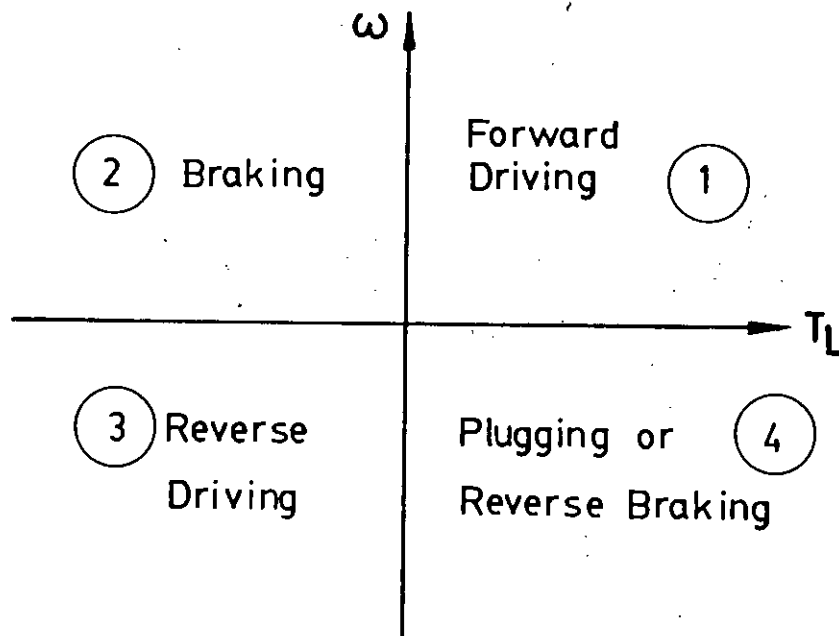 ω
Forward
Driving
1
2
Braking
T_L
3
Reverse
Driving
Plugging or
4
Reverse Braking